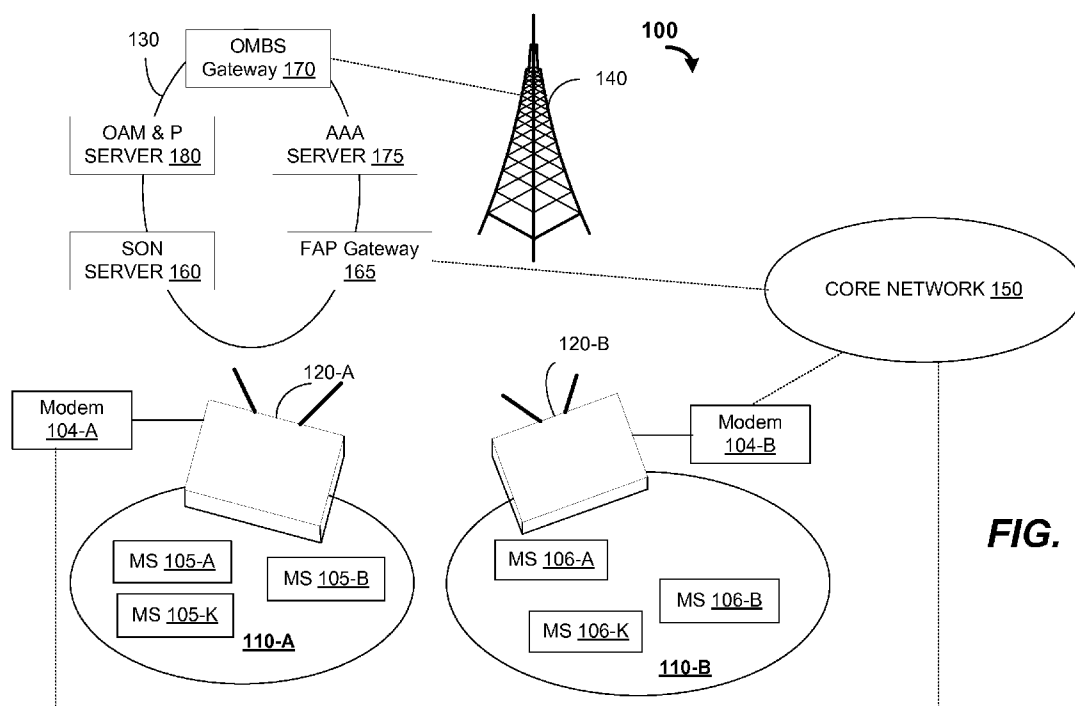 130
OMBS
Gateway 170
100
140
OAM & P
SERVER 180
AAA
SERVER 175
SON
SERVER 160
FAP Gateway
165
CORE NETWORK 150
120-A
120-B
Modem
104-A
Modem
104-B
FIG.
MS 105-A
MS 105-B
MS 105-K
110-A
MS 106-A
MS 106-B
MS 106-K
110-B